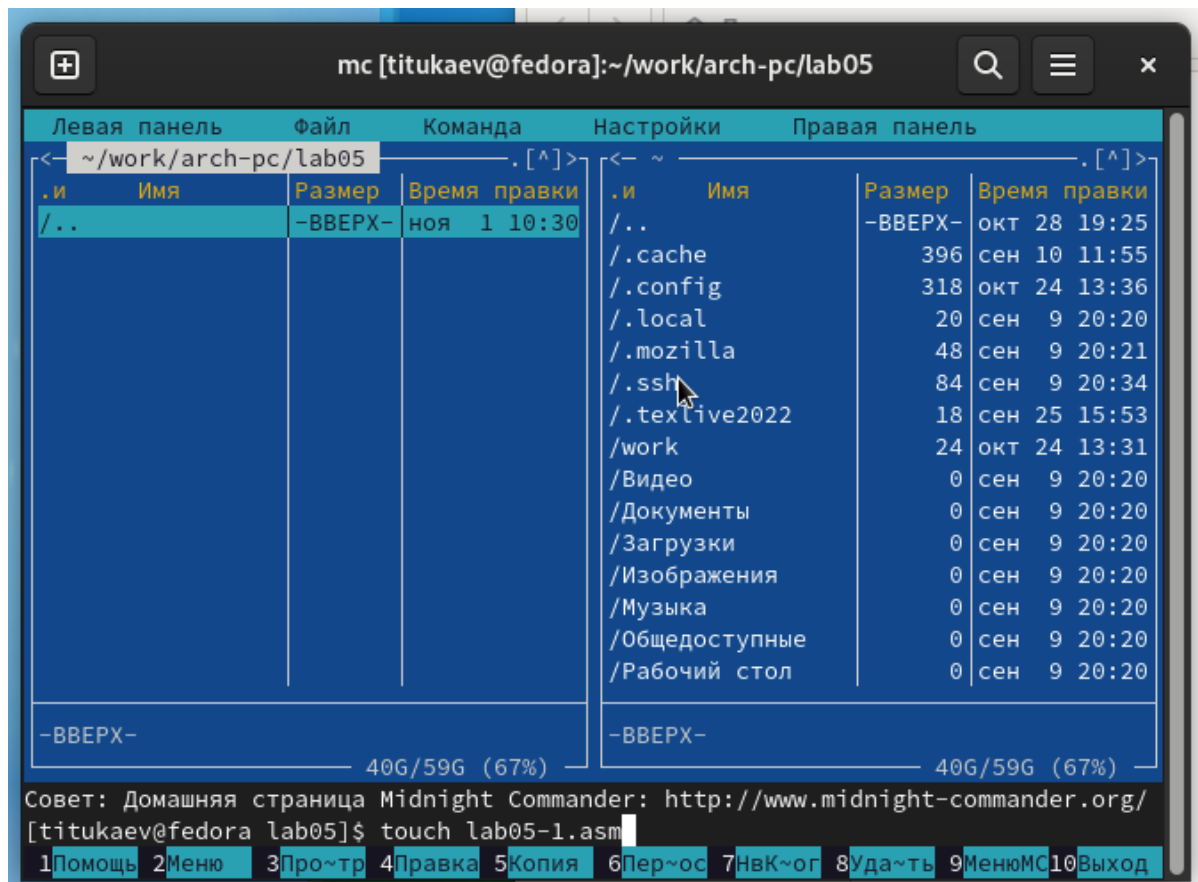 mc [titukaev@fedora]:~/work/arch-pc/lab05
Левая панель Файл Команда Настройки Правая панель
<— ~/work/arch-pc/lab05 .[^]>
.и Имя Размер Время правки
/.. -ВВЕРХ- ноя 1 10:30
-ВВЕРХ-
40G/59G (67%)
<— ~ .[^]>
.и Имя Размер Время правки
/.. -ВВЕРХ- окт 28 19:25
/.cache 396 сен 10 11:55
/.config 318 окт 24 13:36
/.local 20 сен 9 20:20
/.mozilla 48 сен 9 20:21
/.ssh 84 сен 9 20:34
/.texlive2022 18 сен 25 15:53
/work 24 окт 24 13:31
/Видео 0 сен 9 20:20
/Документы 0 сен 9 20:20
/Загрузки 0 сен 9 20:20
/Изображения 0 сен 9 20:20
/Музыка 0 сен 9 20:20
/Общедоступные 0 сен 9 20:20
/Рабочий стол 0 сен 9 20:20
-ВВЕРХ-
40G/59G (67%)
Совет: Домашняя страница Midnight Commander: http://www.midnight-commander.org/
[titukaev@fedora lab05]$ touch lab05-1.asm
1Помощь 2Меню 3Про~тр 4Правка 5Копия 6Пер~ос 7НвК~ог 8Уда~ть 9МенюMC 10Выход